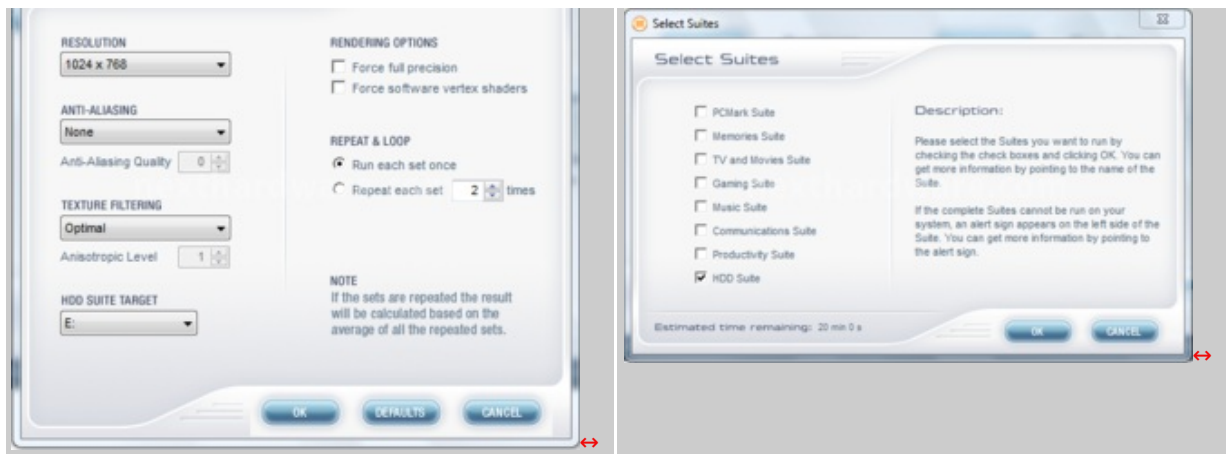 RESOLUTION
1024 x 768
ANTI-ALIASING
None
Anti-Aliasing Quality 0
TEXTURE FILTERING
Optimal
Anisotropic Level 1
HDD SUITE TARGET
E:
RENDERING OPTIONS
Force full precision
Force software vertex shaders
REPEAT & LOOP
Run each set once
Repeat each set 2 times
NOTE
If the sets are repeated the result
will be calculated based on the
average of all the repeated sets.
OK DEFAULTS CANCEL
Select Suites
Select Suites
PCMark Suite
Memories Suite
TV and Movies Suite
Gaming Suite
Music Suite
Communications Suite
Productivity Suite
HDD Suite
Description:
Please select the Suites you want to run by
checking the check boxes and clicking OK. You can
get more information by pointing to the name of the
Suite.
If the complete Suites cannot be run on your
system, an alert sign appears on the left side of the
Suite. You can get more information by pointing to
the alert sign.
Estimated time remaining: 20 min 0 s
OK CANCEL